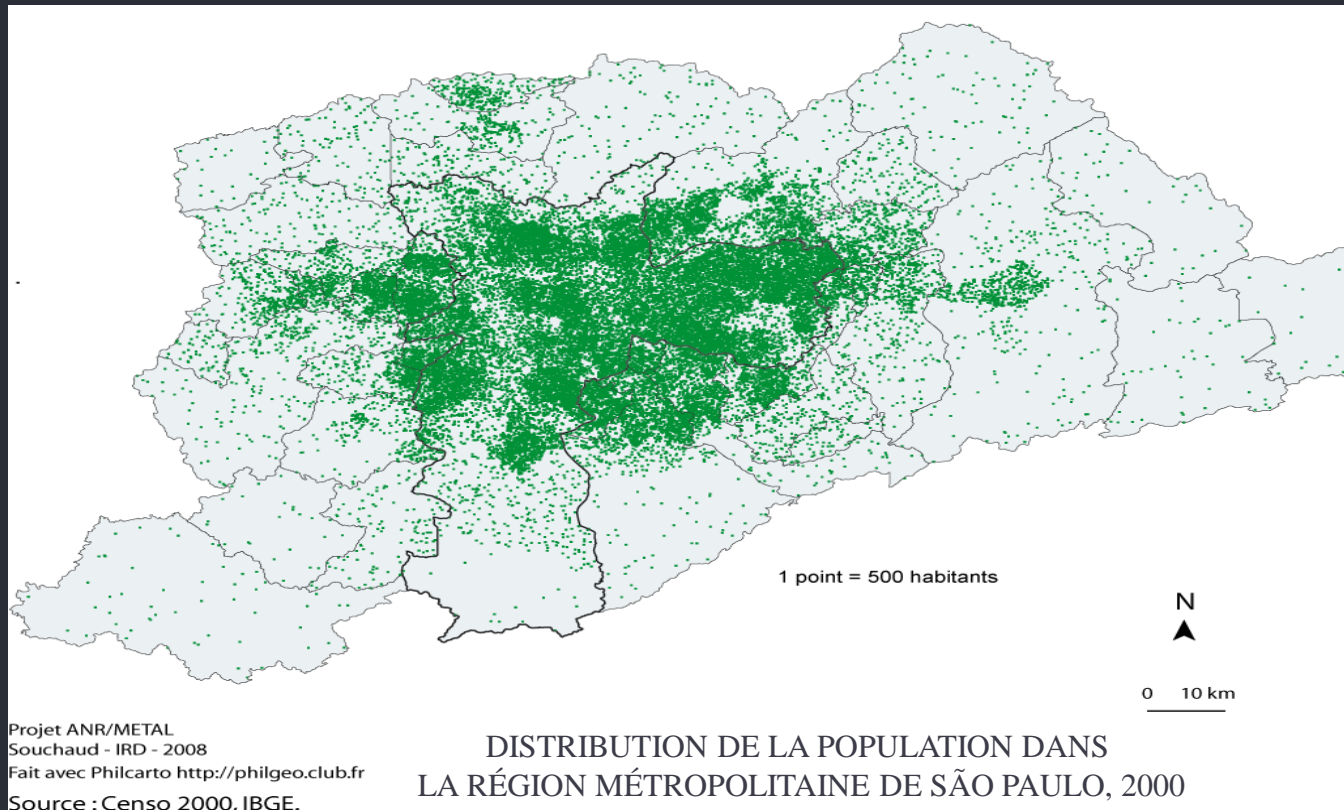 1 point = 500 habitants
N
0 10 km
Projet ANR/METAL
Souchaud - IRD - 2008
Fait avec Philcarto http://philgeo.club.fr
Source : Censo 2000, IBGE.
DISTRIBUTION DE LA POPULATION DANS
LA RÉGION MÉTROPOLITAINE DE SÃO PAULO, 2000